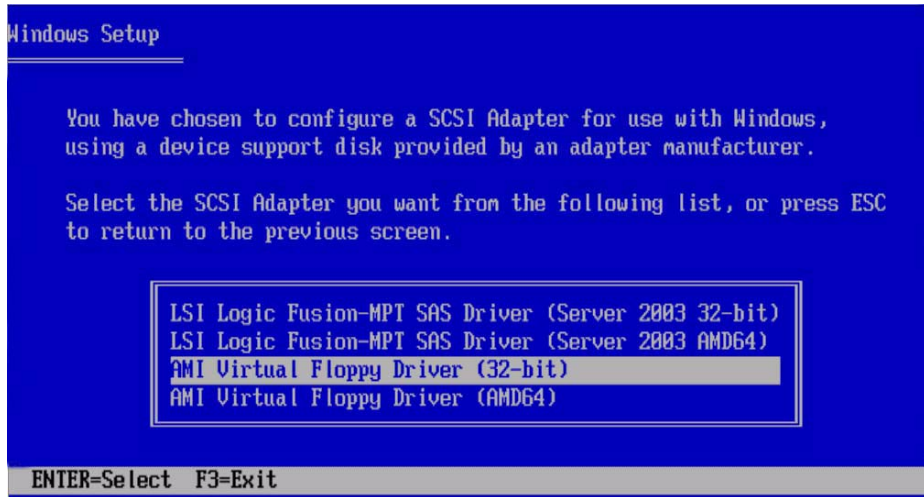 Windows Setup
You have chosen to configure a SCSI Adapter for use with Windows,
using a device support disk provided by an adapter manufacturer.
Select the SCSI Adapter you want from the following list, or press ESC
to return to the previous screen.
LSI Logic Fusion-MPT SAS Driver (Server 2003 32-bit)
LSI Logic Fusion-MPT SAS Driver (Server 2003 AMD64)
AMI Virtual Floppy Driver (32-bit)
AMI Virtual Floppy Driver (AMD64)
ENTER=Select F3=Exit